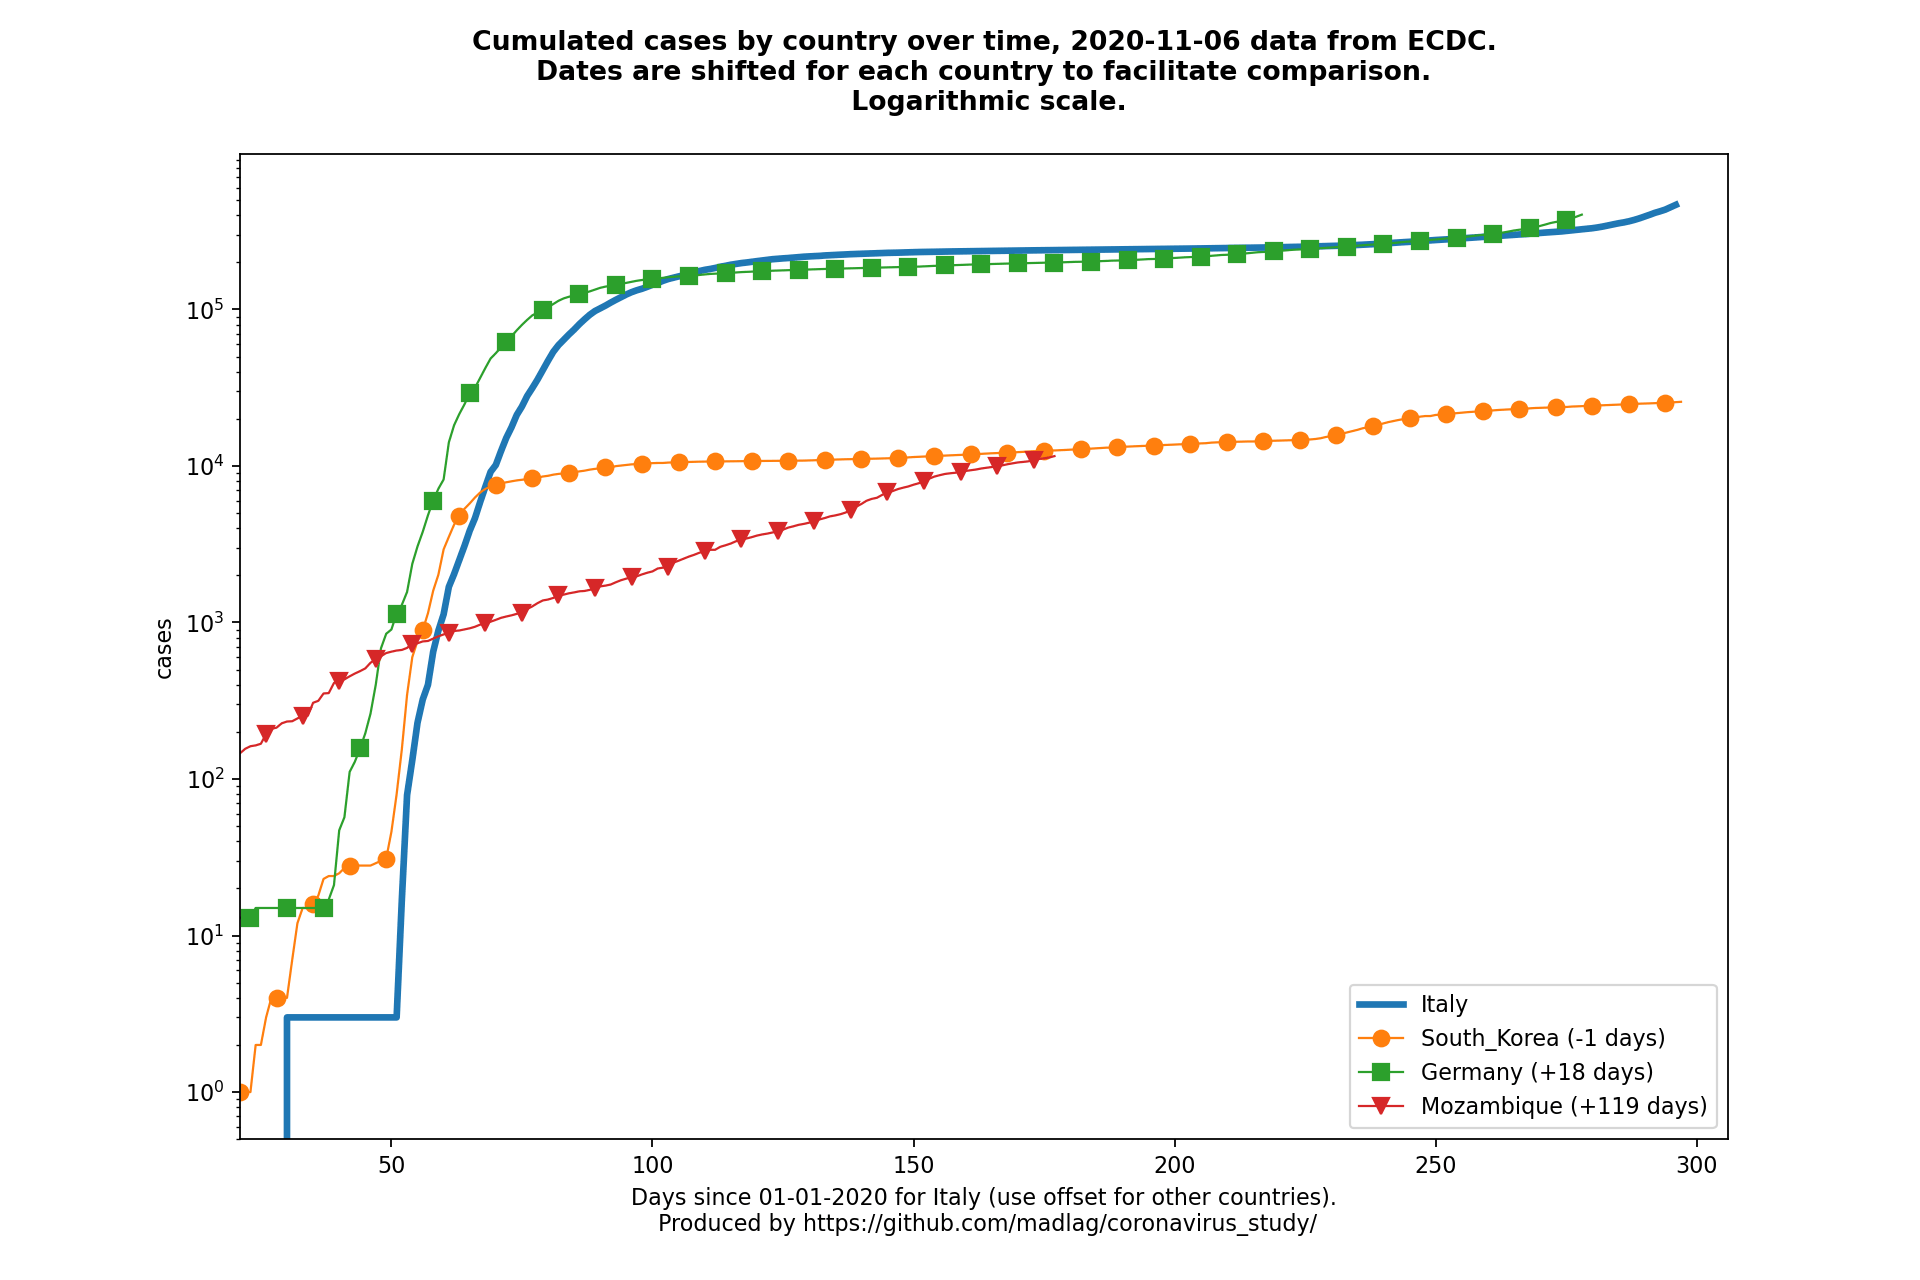 Cumulated cases by country over time, 2020-11-06 data from ECDC.
Dates are shifted for each country to facilitate comparison.
Logarithmic scale.
cases
10^5
10^4
10^3
10^2
10^1
10^0
Italy
South_Korea (-1 days)
Germany (+18 days)
Mozambique (+119 days)
50 100 150 200 250 300
Days since 01-01-2020 for Italy (use offset for other countries).
Produced by https://github.com/madlag/coronavirus_study/